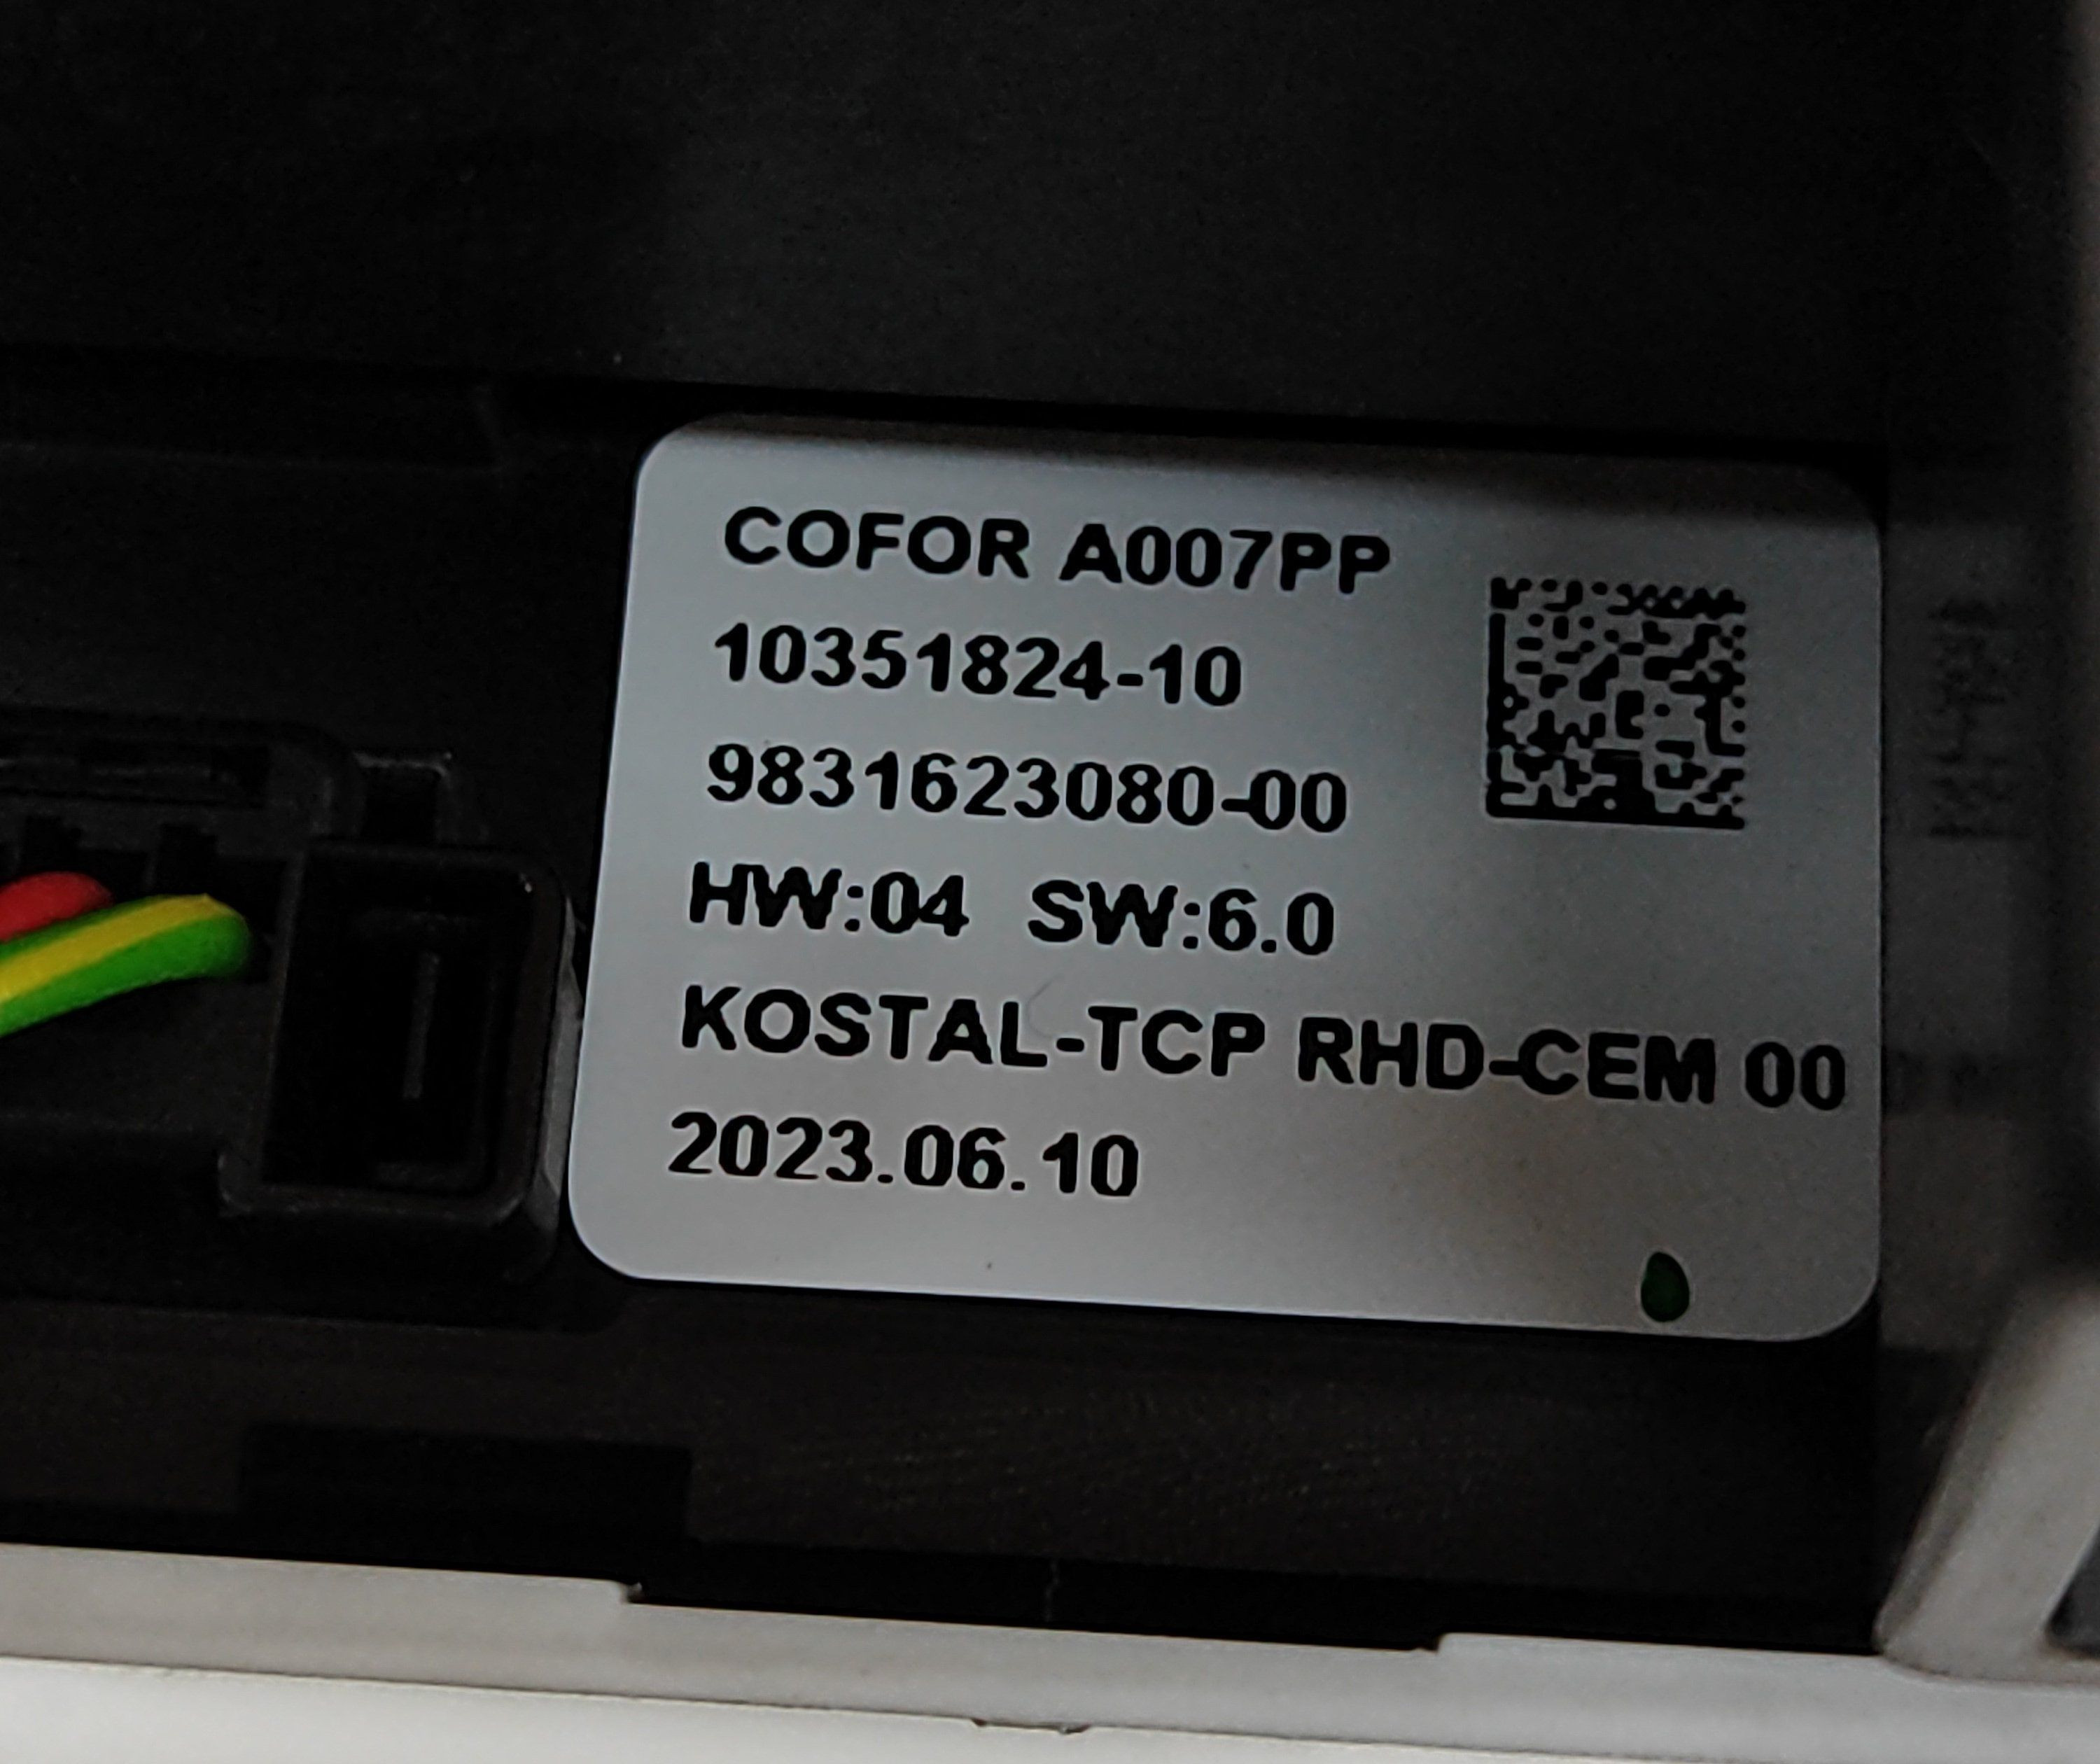 COFOR A007PP
10351824-10
9831623080-00
HW:04 SW:6.0
KOSTAL-TCP RHD-CEM 00
2023.06.10